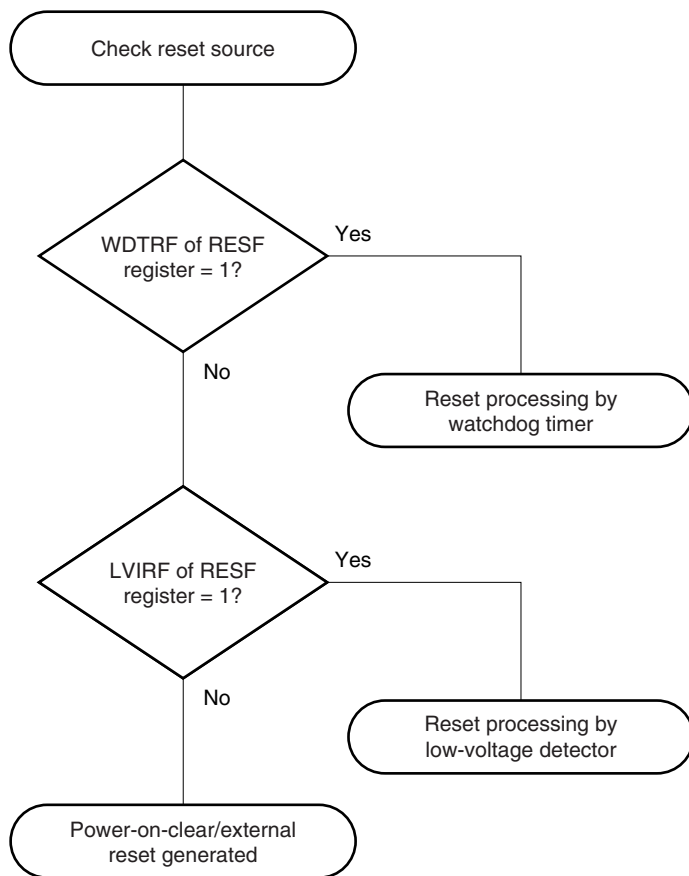 Check reset source
WDTRF of RESF
register = 1?
Yes
No
Reset processing by
watchdog timer
LVIRF of RESF
register = 1?
Yes
No
Reset processing by
low-voltage detector
Power-on-clear/external
reset generated